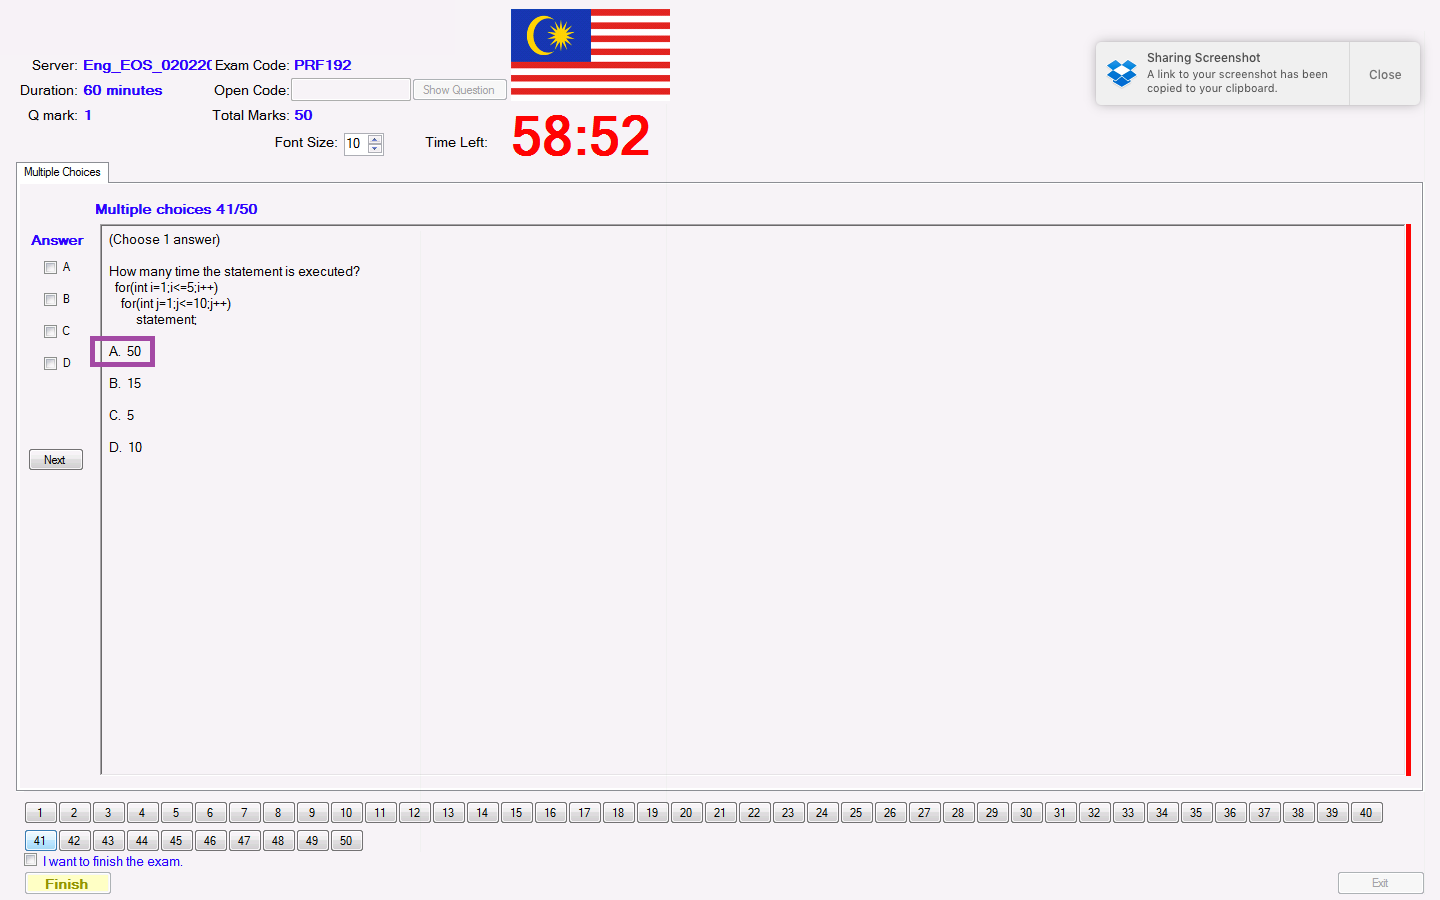 Server: Eng_EOS_020220 Exam Code: PRF192
Duration: 60 minutes Open Code: Show Question
Q mark: 1 Total Marks: 50
Font Size: 10 Time Left: 58:52
Sharing Screenshot
A link to your screenshot has been
copied to your clipboard.
Close
Multiple Choices
Multiple choices 41/50
Answer
A
B
C
D
Next
(Choose 1 answer)
How many time the statement is executed?
for(int i=1;i<=5;i++)
for(int j=1;j<=10;j++)
statement;
A. 50
B. 15
C. 5
D. 10
1 2 3 4 5 6 7 8 9 10 11 12 13 14 15 16 17 18 19 20 21 22 23 24 25 26 27 28 29 30 31 32 33 34 35 36 37 38 39 40
41 42 43 44 45 46 47 48 49 50
I want to finish the exam.
Finish
Exit